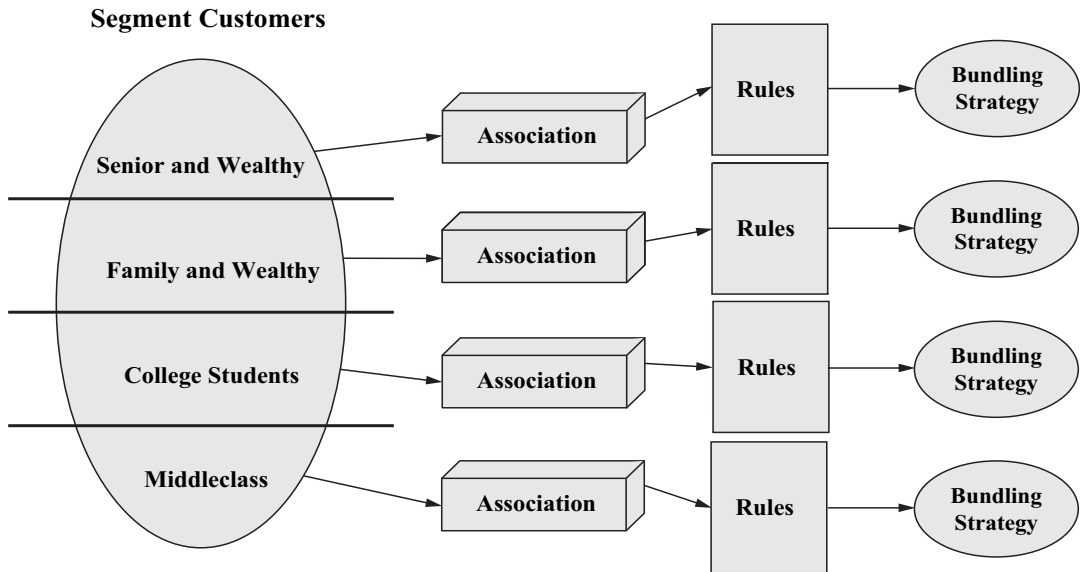 Segment Customers
Senior and Wealthy
Association
Rules
Bundling
Strategy
Family and Wealthy
Association
Rules
Bundling
Strategy
College Students
Association
Rules
Bundling
Strategy
Middleclass
Association
Rules
Bundling
Strategy